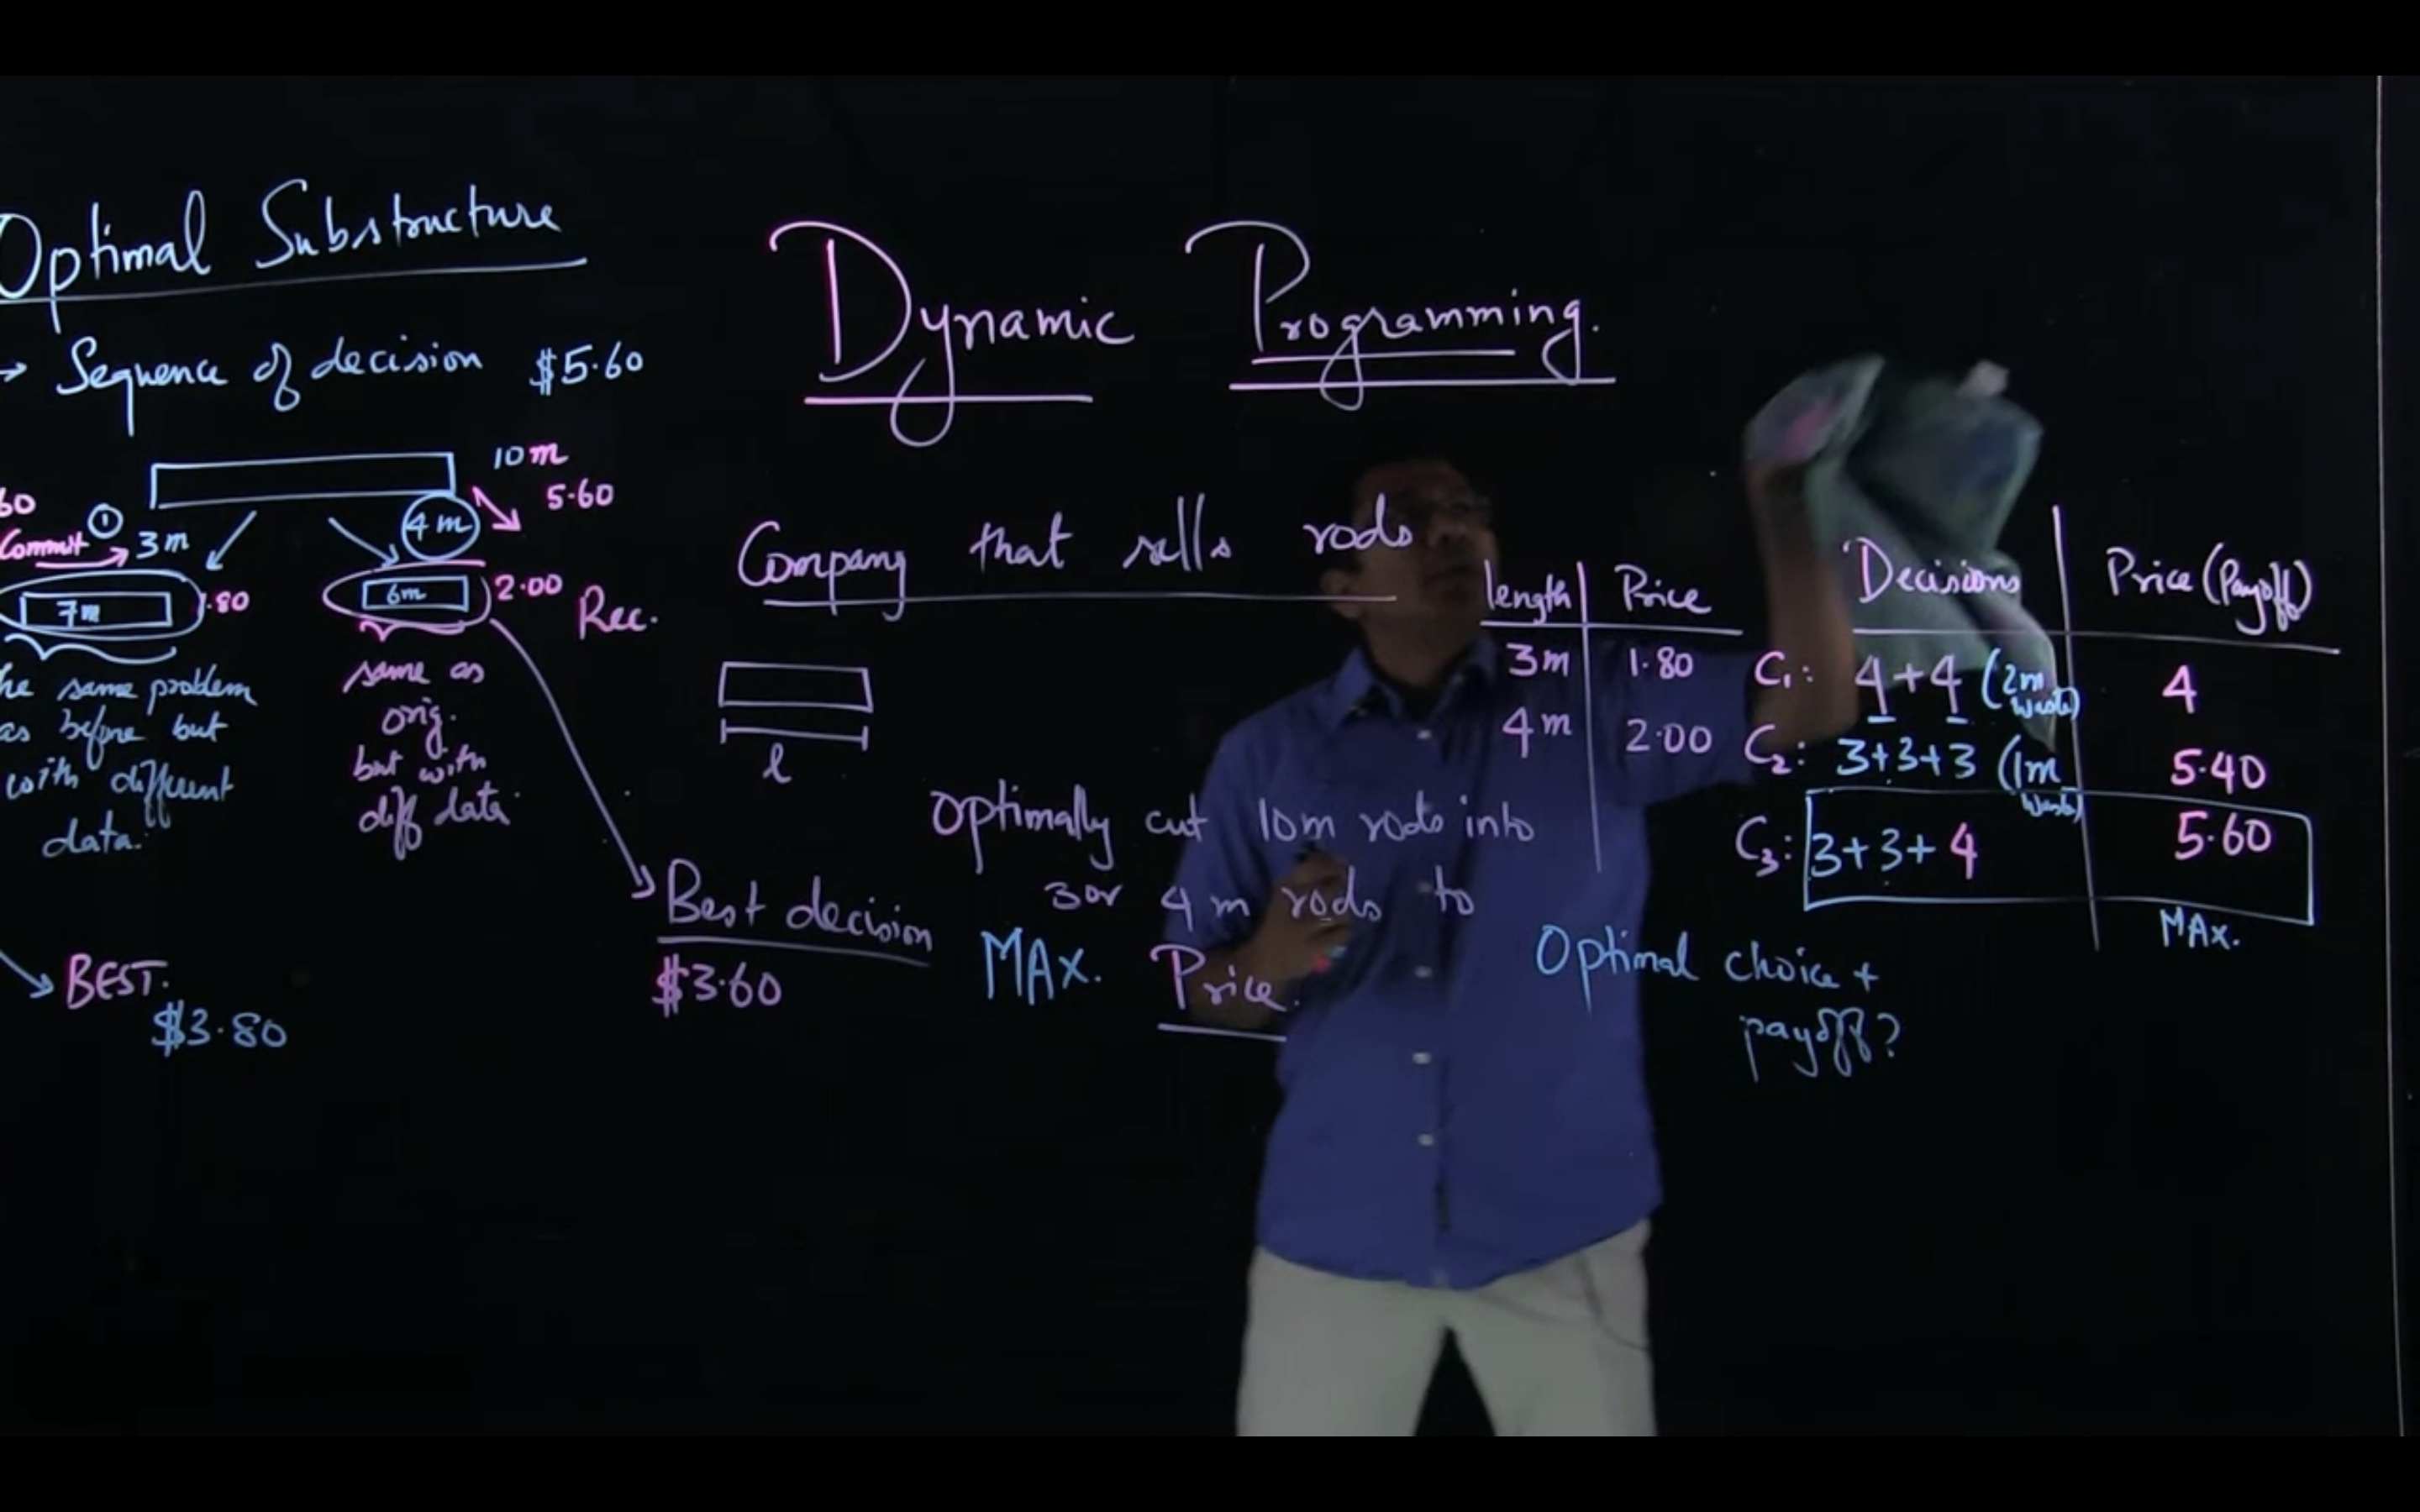 Optimal Substructure
→ Sequence of decision $5.60
10m
5.60
60
Commit → ① 3m
4m
7m
1.80
6m
2.00
Rec.
he same problem
as before but
with different
data.
same as
orig.
but with
diff data
BEST.
$3.80
Best decision
$3.60
Dynamic Programming.
Company that sells rods
l
Optimally cut 10m rods into
3 or 4 m rods to
MAX. Price.
length Price
3m 1.80
4m 2.00
Decisions Price (Payoff)
C₁: 4+4 (2m waste) 4
C₂: 3+3+3 (1m waste) 5.40
C₃: 3+3+4 5.60
MAX.
Optimal choice +
payoff?